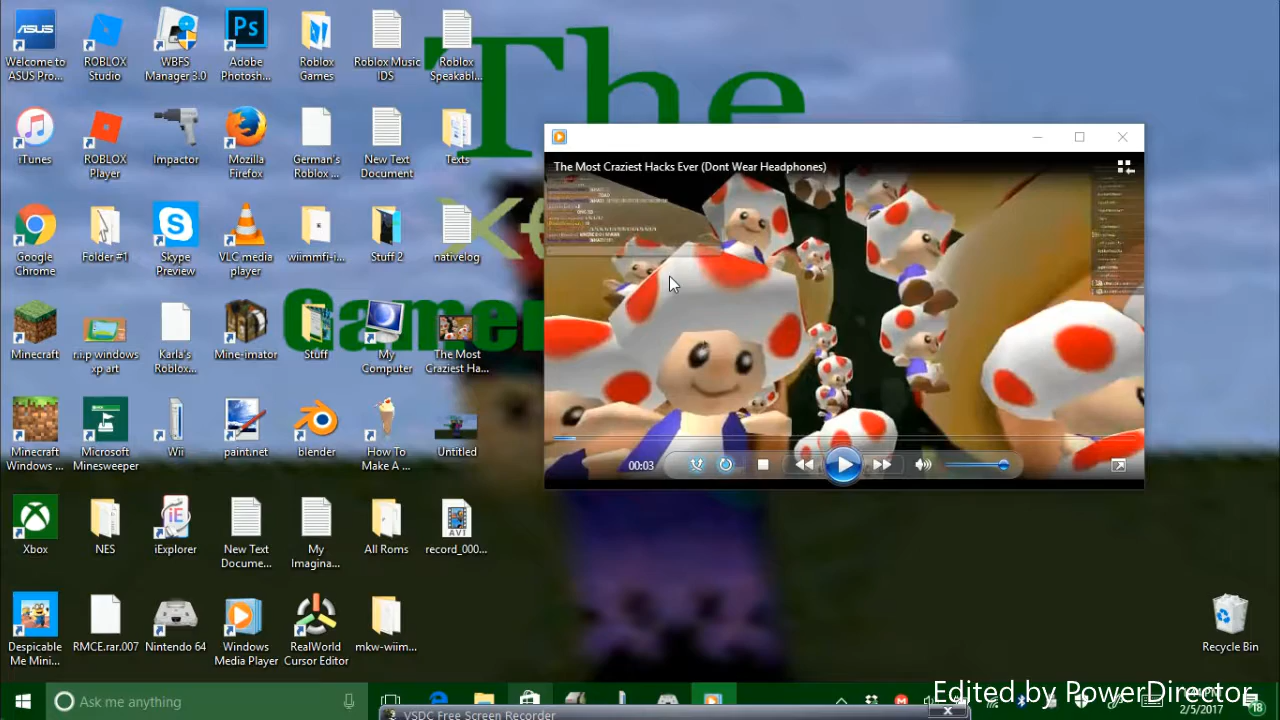 The
Gamer
Welcome to
ASUS Pro...
ROBLOX
Studio
WBFS
Manager 3.0
Adobe
Photosh...
Roblox
Games
Roblox Music
IDS
Roblox
Speakabl...
iTunes
ROBLOX
Player
Impactor
Mozilla
Firefox
German's
Roblox ...
New Text
Document
Texts
Google
Chrome
Folder #1
Skype
Preview
VLC media
player
wiimmfi-i...
Stuff 2
nativelog
Minecraft
r.i.p windows
xp art
Karla's
Roblox...
Mine-imator
Stuff
My
Computer
The Most
Craziest Ha...
Minecraft
Windows ...
Microsoft
Minesweeper
Wii
paint.net
blender
How To
Make A ...
Untitled
Xbox
NES
iExplorer
New Text
Docume...
My
Imagina...
All Roms
record_000...
Despicable
Me Mini...
RMCE.rar.007
Nintendo 64
Windows
Media Player
RealWorld
Cursor Editor
mkw-wiim...
The Most Craziest Hacks Ever (Dont Wear Headphones)
00:03
Recycle Bin
Ask me anything
Edited by PowerDirector
2/5/2017
18
VSDC Free Screen Recorder